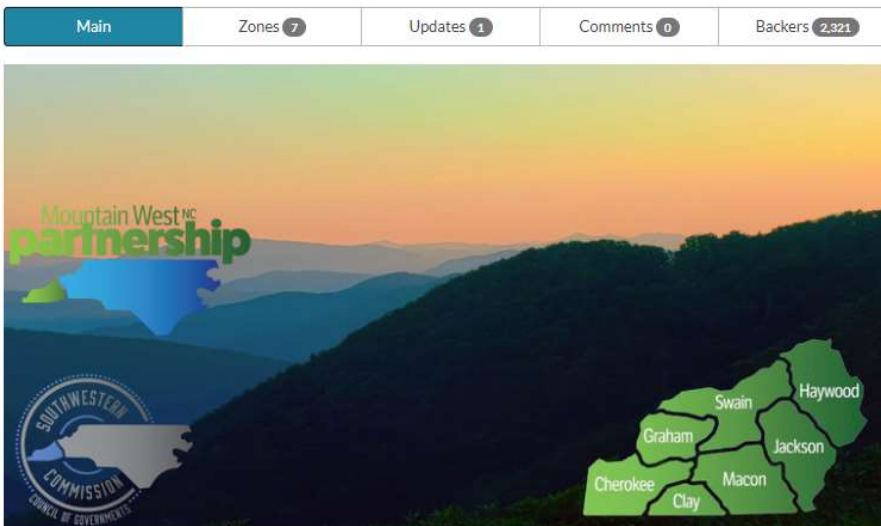 Main
Zones 7
Updates 1
Comments 0
Backers 2,321
Mountain West NC
partnership
SOUTHWESTERN
COMMISSION
COUNCIL OF GOVERNMENTS
Haywood
Swain
Graham
Jackson
Macon
Cherokee
Clay